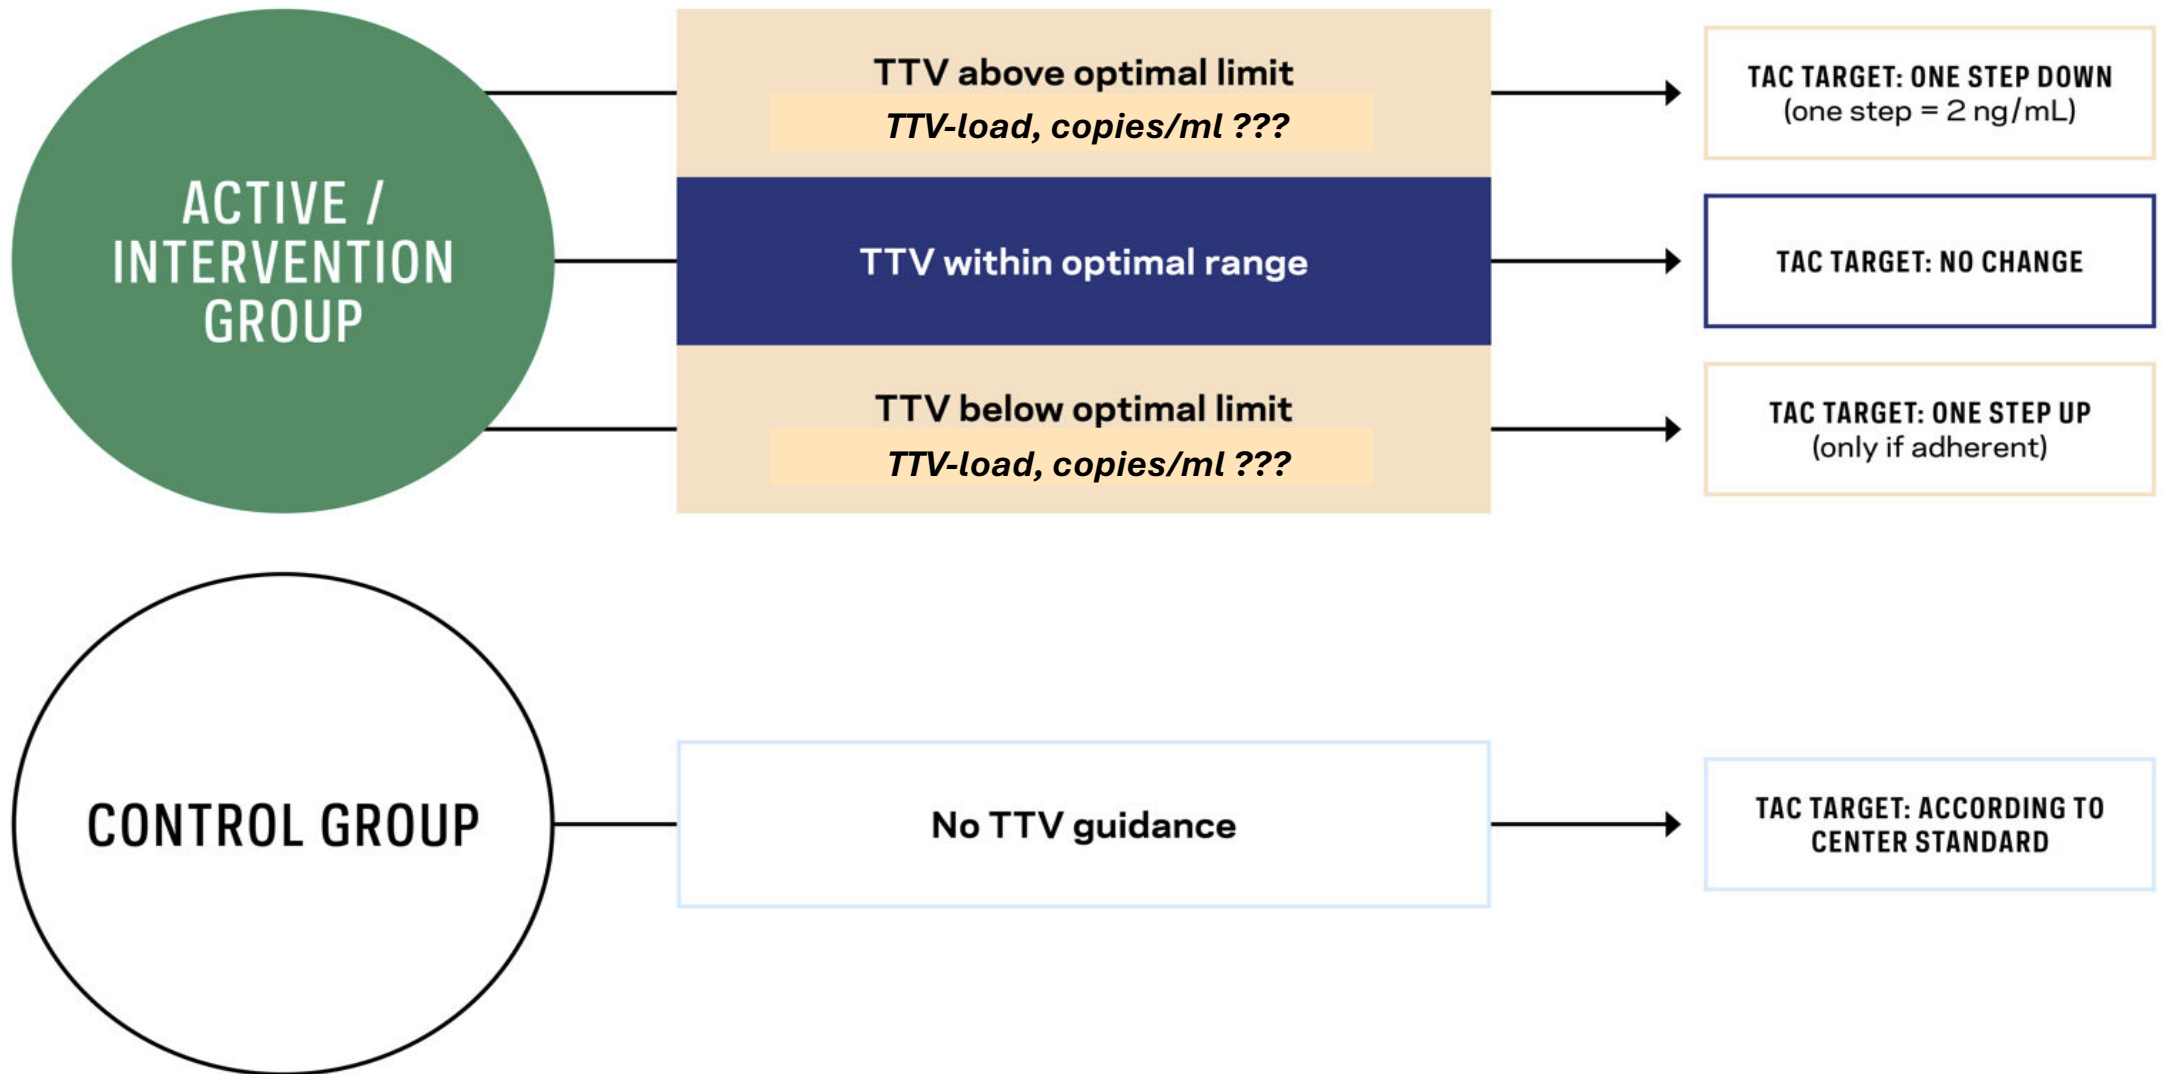 ACTIVE /
INTERVENTION
GROUP
TTV above optimal limit
TTV-load, copies/ml ???
TAC TARGET: ONE STEP DOWN
(one step = 2 ng/mL)
TTV within optimal range
TAC TARGET: NO CHANGE
TTV below optimal limit
TTV-load, copies/ml ???
TAC TARGET: ONE STEP UP
(only if adherent)
CONTROL GROUP
No TTV guidance
TAC TARGET: ACCORDING TO
CENTER STANDARD